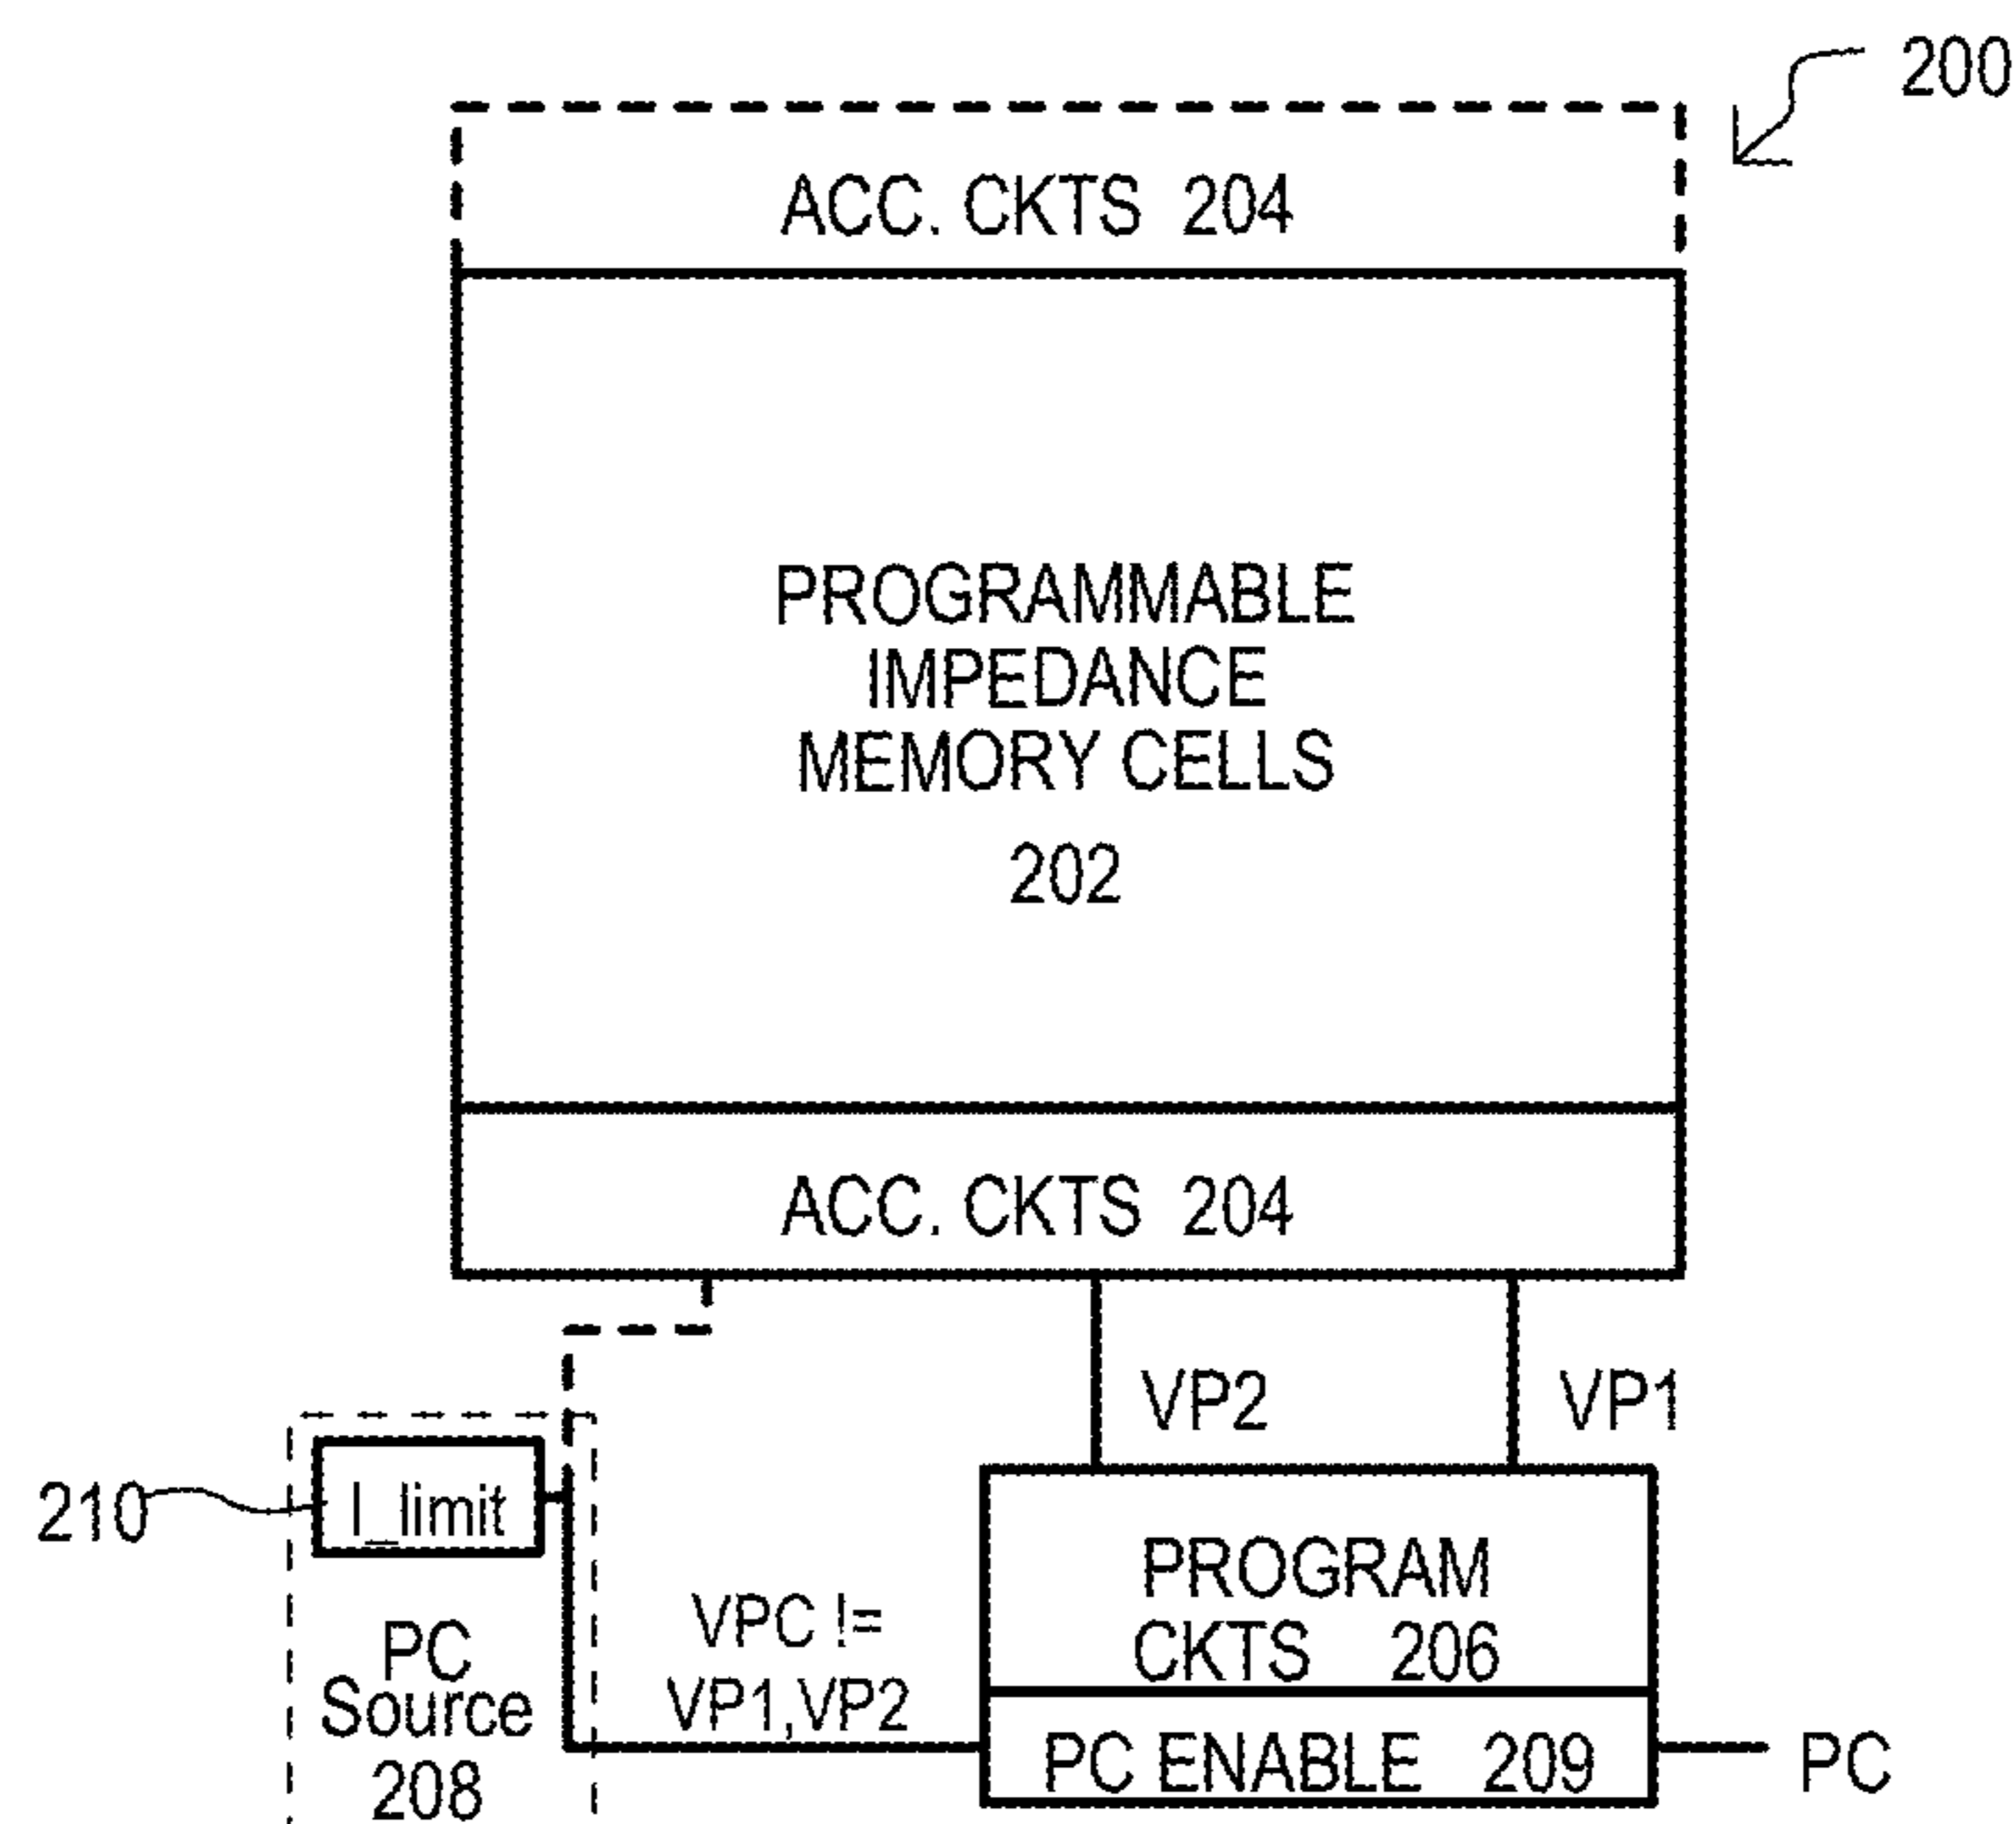 200
ACC. CKTS 204
PROGRAMMABLE
IMPEDANCE
MEMORY CELLS
202
ACC. CKTS 204
VP2
VP1
210
I_limit
PC
Source
208
VPC !=
VP1,VP2
PROGRAM
CKTS 206
PC ENABLE 209
PC